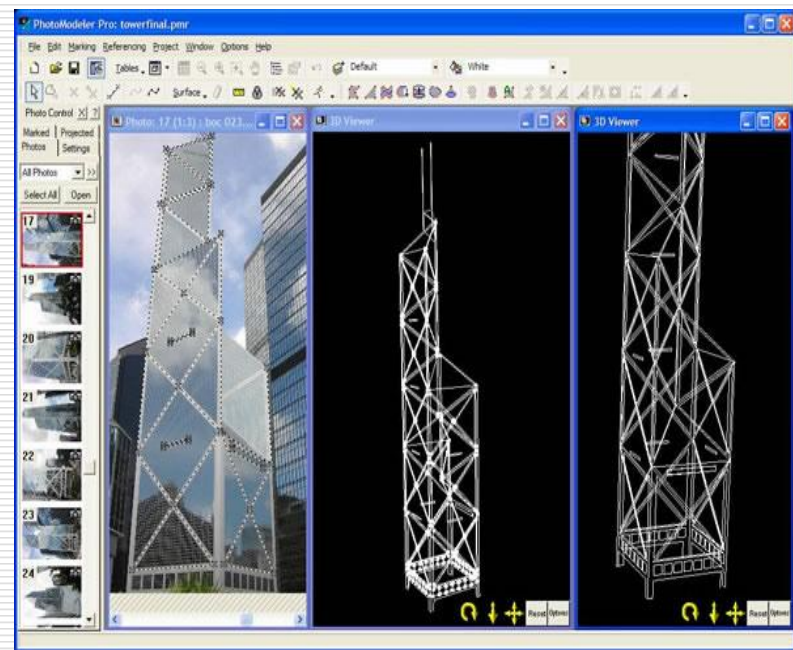 PhotoModeler Pro: towerfinal.pmr
File Edit Marking Referencing Project Window Options Help
Tables Default White
Surface
Photo Control
Marked Projected
Photos Settings
All Photos >>
Select All Open
17
19
20
21
22
23
24
Photo: 17 (1:3) : boc 023...
3D Viewer
Reset Options
3D Viewer
Reset Options